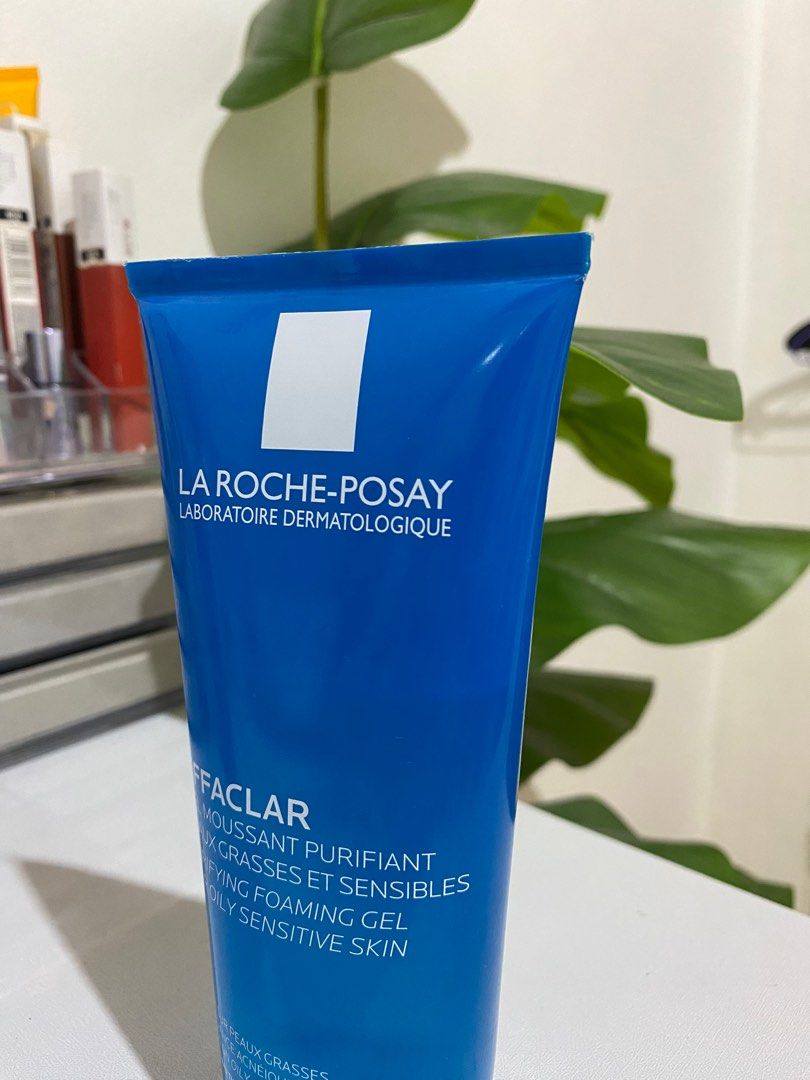 LA ROCHE-POSAY
LABORATOIRE DERMATOLOGIQUE
FFACLAR
MOUSSANT PURIFIANT
UX GRASSES ET SENSIBLES
IFYING FOAMING GEL
OILY SENSITIVE SKIN
PEAUX GRASSES
OILY